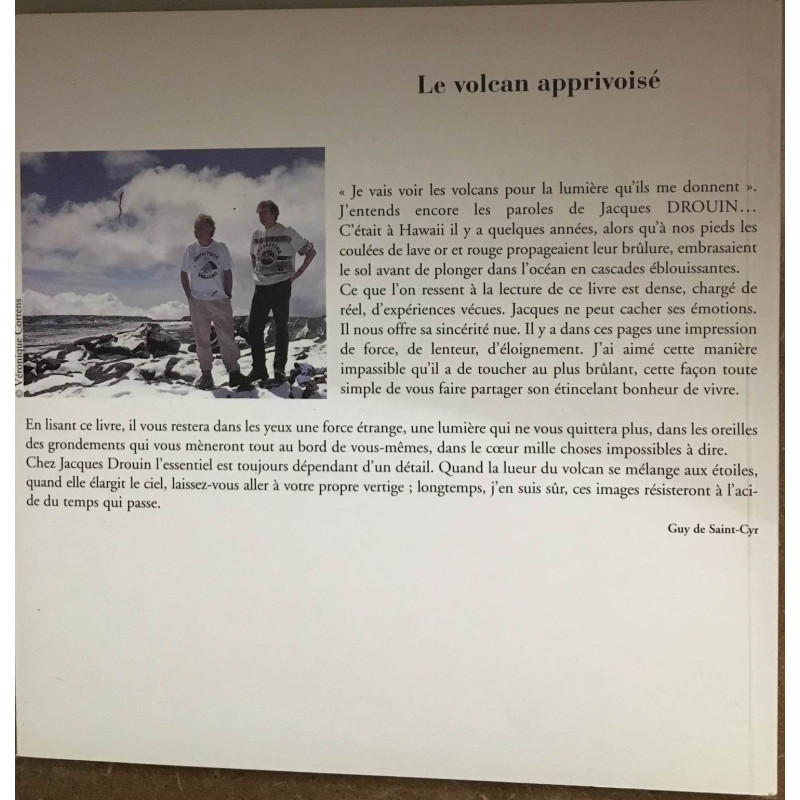 Le volcan apprivoisé
« Je vais voir les volcans pour la lumière qu'ils me donnent ».
J'entends encore les paroles de Jacques DROUIN…
C'était à Hawaii il y a quelques années, alors qu'à nos pieds les
coulées de lave or et rouge propageaient leur brûlure, embrasaient
le sol avant de plonger dans l'océan en cascades éblouissantes.
Ce que l'on ressent à la lecture de ce livre est dense, chargé de
réel, d'expériences vécues. Jacques ne peut cacher ses émotions.
Il nous offre sa sincérité nue. Il y a dans ces pages une impression
de force, de lenteur, d'éloignement. J'ai aimé cette manière
impassible qu'il a de toucher au plus brûlant, cette façon toute
simple de vous faire partager son étincelant bonheur de vivre.
© Véronique Correns
En lisant ce livre, il vous restera dans les yeux une force étrange, une lumière qui ne vous quittera plus, dans les oreilles
des grondements qui vous mèneront tout au bord de vous-mêmes, dans le cœur mille choses impossibles à dire.
Chez Jacques Drouin l'essentiel est toujours dépendant d'un détail. Quand la lueur du volcan se mélange aux étoiles,
quand elle élargit le ciel, laissez-vous aller à votre propre vertige ; longtemps, j'en suis sûr, ces images résisteront à l'aci-
de du temps qui passe.
Guy de Saint-Cyr